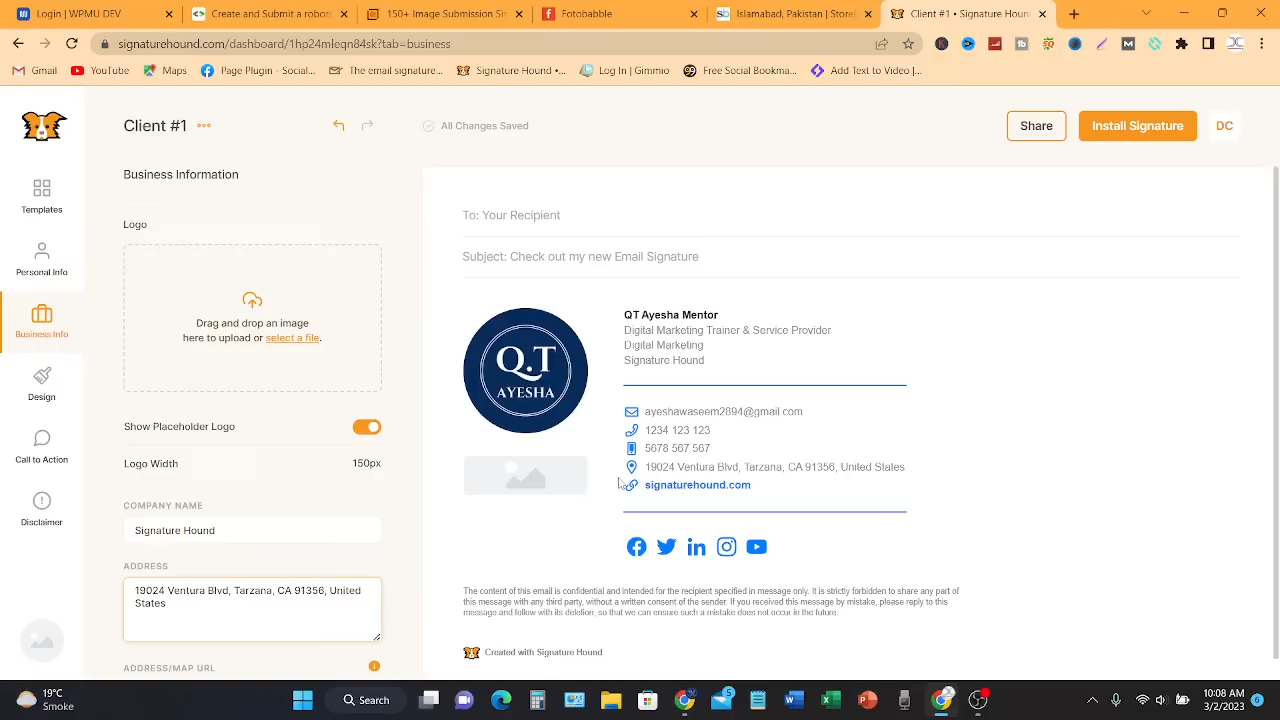 Login | WPMU DEV
Create and Submit a robots
150+ Image Submission Si
Fotobabble
Islamabad, Pakistan | Store
Client #1 • Signature Hound
signaturehound.com/dashboard/1hp24mleqn84sk?tab=business
Gmail
YouTube
Maps
Page Plugin - Social...
The email signature...
Signature Hound •...
Log In | Gimmio
Free Social Bookma...
Add Text to Video |...
Client #1
All Changes Saved
Share
Install Signature
DC
Templates
Personal Info
Business Info
Design
Call to Action
Disclaimer
Business Information
Logo
Drag and drop an image
here to upload or select a file.
Show Placeholder Logo
Logo Width
150px
COMPANY NAME
Signature Hound
ADDRESS
19024 Ventura Blvd, Tarzana, CA 91356, United
States
ADDRESS/MAP URL
To: Your Recipient
Subject: Check out my new Email Signature
Q.T
AYESHA
QT Ayesha Mentor
Digital Marketing Trainer & Service Provider
Digital Marketing
Signature Hound
ayeshawaseem2894@gmail.com
1234 123 123
5678 567 567
19024 Ventura Blvd, Tarzana, CA 91356, United States
signaturehound.com
The content of this email is confidential and intended for the recipient specified in message only. It is strictly forbidden to share any part of
this message with any third party, without a written consent of the sender. If you received this message by mistake, please reply to this
message and follow with its deletion, so that we can ensure such a mistake does not occur in the future.
Created with Signature Hound
19°C
Smoke
Search
5
10:08 AM
3/2/2023
6